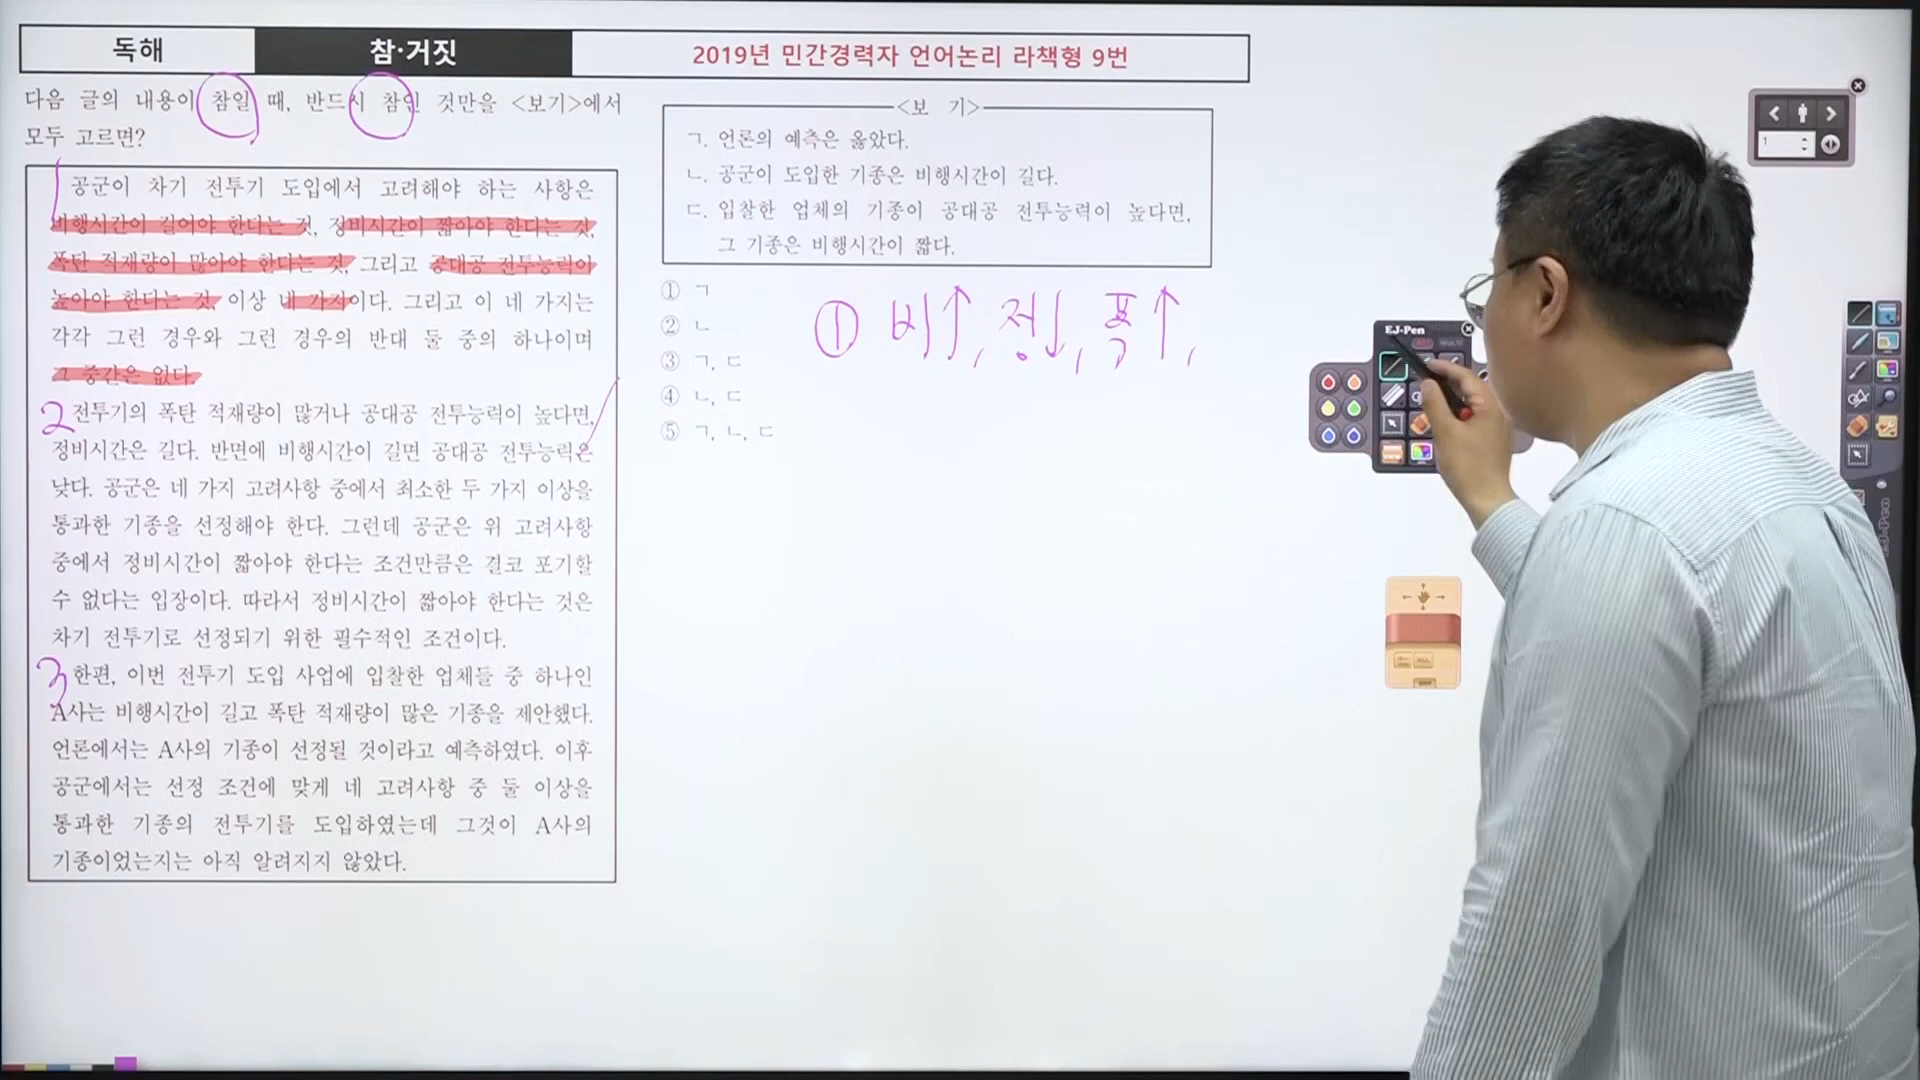 독해
참·거짓
2019년 민간경력자 언어논리 라책형 9번
다음 글의 내용이 참일 때, 반드시 참인 것만을 <보기>에서
모두 고르면?
공군이 차기 전투기 도입에서 고려해야 하는 사항은
비행시간이 길어야 한다는 것, 정비시간이 짧아야 한다는 것,
폭탄 적재량이 많아야 한다는 것, 그리고 공대공 전투능력이
높아야 한다는 것, 이상 네 가지이다. 그리고 이 네 가지는
각각 그런 경우와 그런 경우의 반대 둘 중의 하나이며
그 중간은 없다.
2 전투기의 폭탄 적재량이 많거나 공대공 전투능력이 높다면,
정비시간은 길다. 반면에 비행시간이 길면 공대공 전투능력은
낮다. 공군은 네 가지 고려사항 중에서 최소한 두 가지 이상을
통과한 기종을 선정해야 한다. 그런데 공군은 위 고려사항
중에서 정비시간이 짧아야 한다는 조건만큼은 결코 포기할
수 없다는 입장이다. 따라서 정비시간이 짧아야 한다는 것은
차기 전투기로 선정되기 위한 필수적인 조건이다.
3 한편, 이번 전투기 도입 사업에 입찰한 업체들 중 하나인
A사는 비행시간이 길고 폭탄 적재량이 많은 기종을 제안했다.
언론에서는 A사의 기종이 선정될 것이라고 예측하였다. 이후
공군에서는 선정 조건에 맞게 네 고려사항 중 둘 이상을
통과한 기종의 전투기를 도입하였는데 그것이 A사의
기종이었는지는 아직 알려지지 않았다.
<보 기>
ㄱ. 언론의 예측은 옳았다.
ㄴ. 공군이 도입한 기종은 비행시간이 길다.
ㄷ. 입찰한 업체의 기종이 공대공 전투능력이 높다면,
그 기종은 비행시간이 짧다.
① ㄱ
② ㄴ
③ ㄱ, ㄷ
④ ㄴ, ㄷ
⑤ ㄱ, ㄴ, ㄷ
① 비↑, 정↓, 폭↑,
EJ-Pen
1